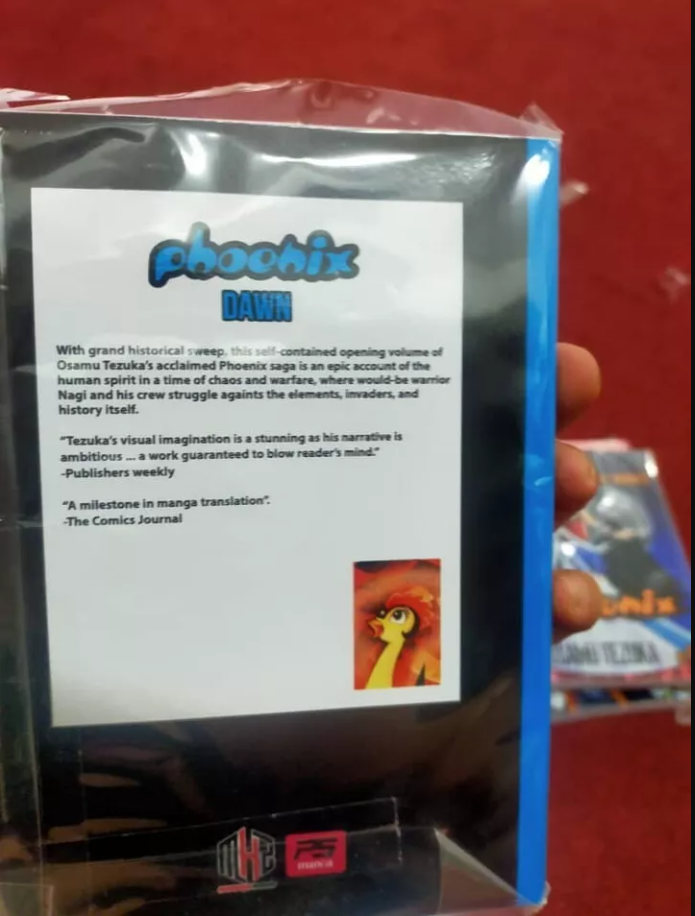 phoenix
DAWN
With grand historical sweep, this self-contained opening volume of
Osamu Tezuka's acclaimed Phoenix saga is an epic account of the
human spirit in a time of chaos and warfare, where would-be warrior
Nagi and his crew struggle againts the elements, invaders, and
history itself.
"Tezuka's visual imagination is a stunning as his narrative is
ambitious ... a work guaranteed to blow reader's mind."
-Publishers weekly
"A milestone in manga translation".
-The Comics Journal
TEZUKA